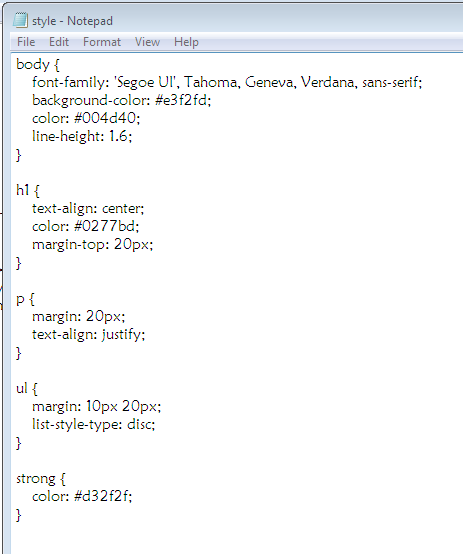 style - Notepad
File Edit Format View Help
body {
    font-family: 'Segoe UI', Tahoma, Geneva, Verdana, sans-serif;
    background-color: #e3f2fd;
    color: #004d40;
    line-height: 1.6;
}

h1 {
    text-align: center;
    color: #0277bd;
    margin-top: 20px;
}

p {
    margin: 20px;
    text-align: justify;
}

ul {
    margin: 10px 20px;
    list-style-type: disc;
}

strong {
    color: #d32f2f;
}